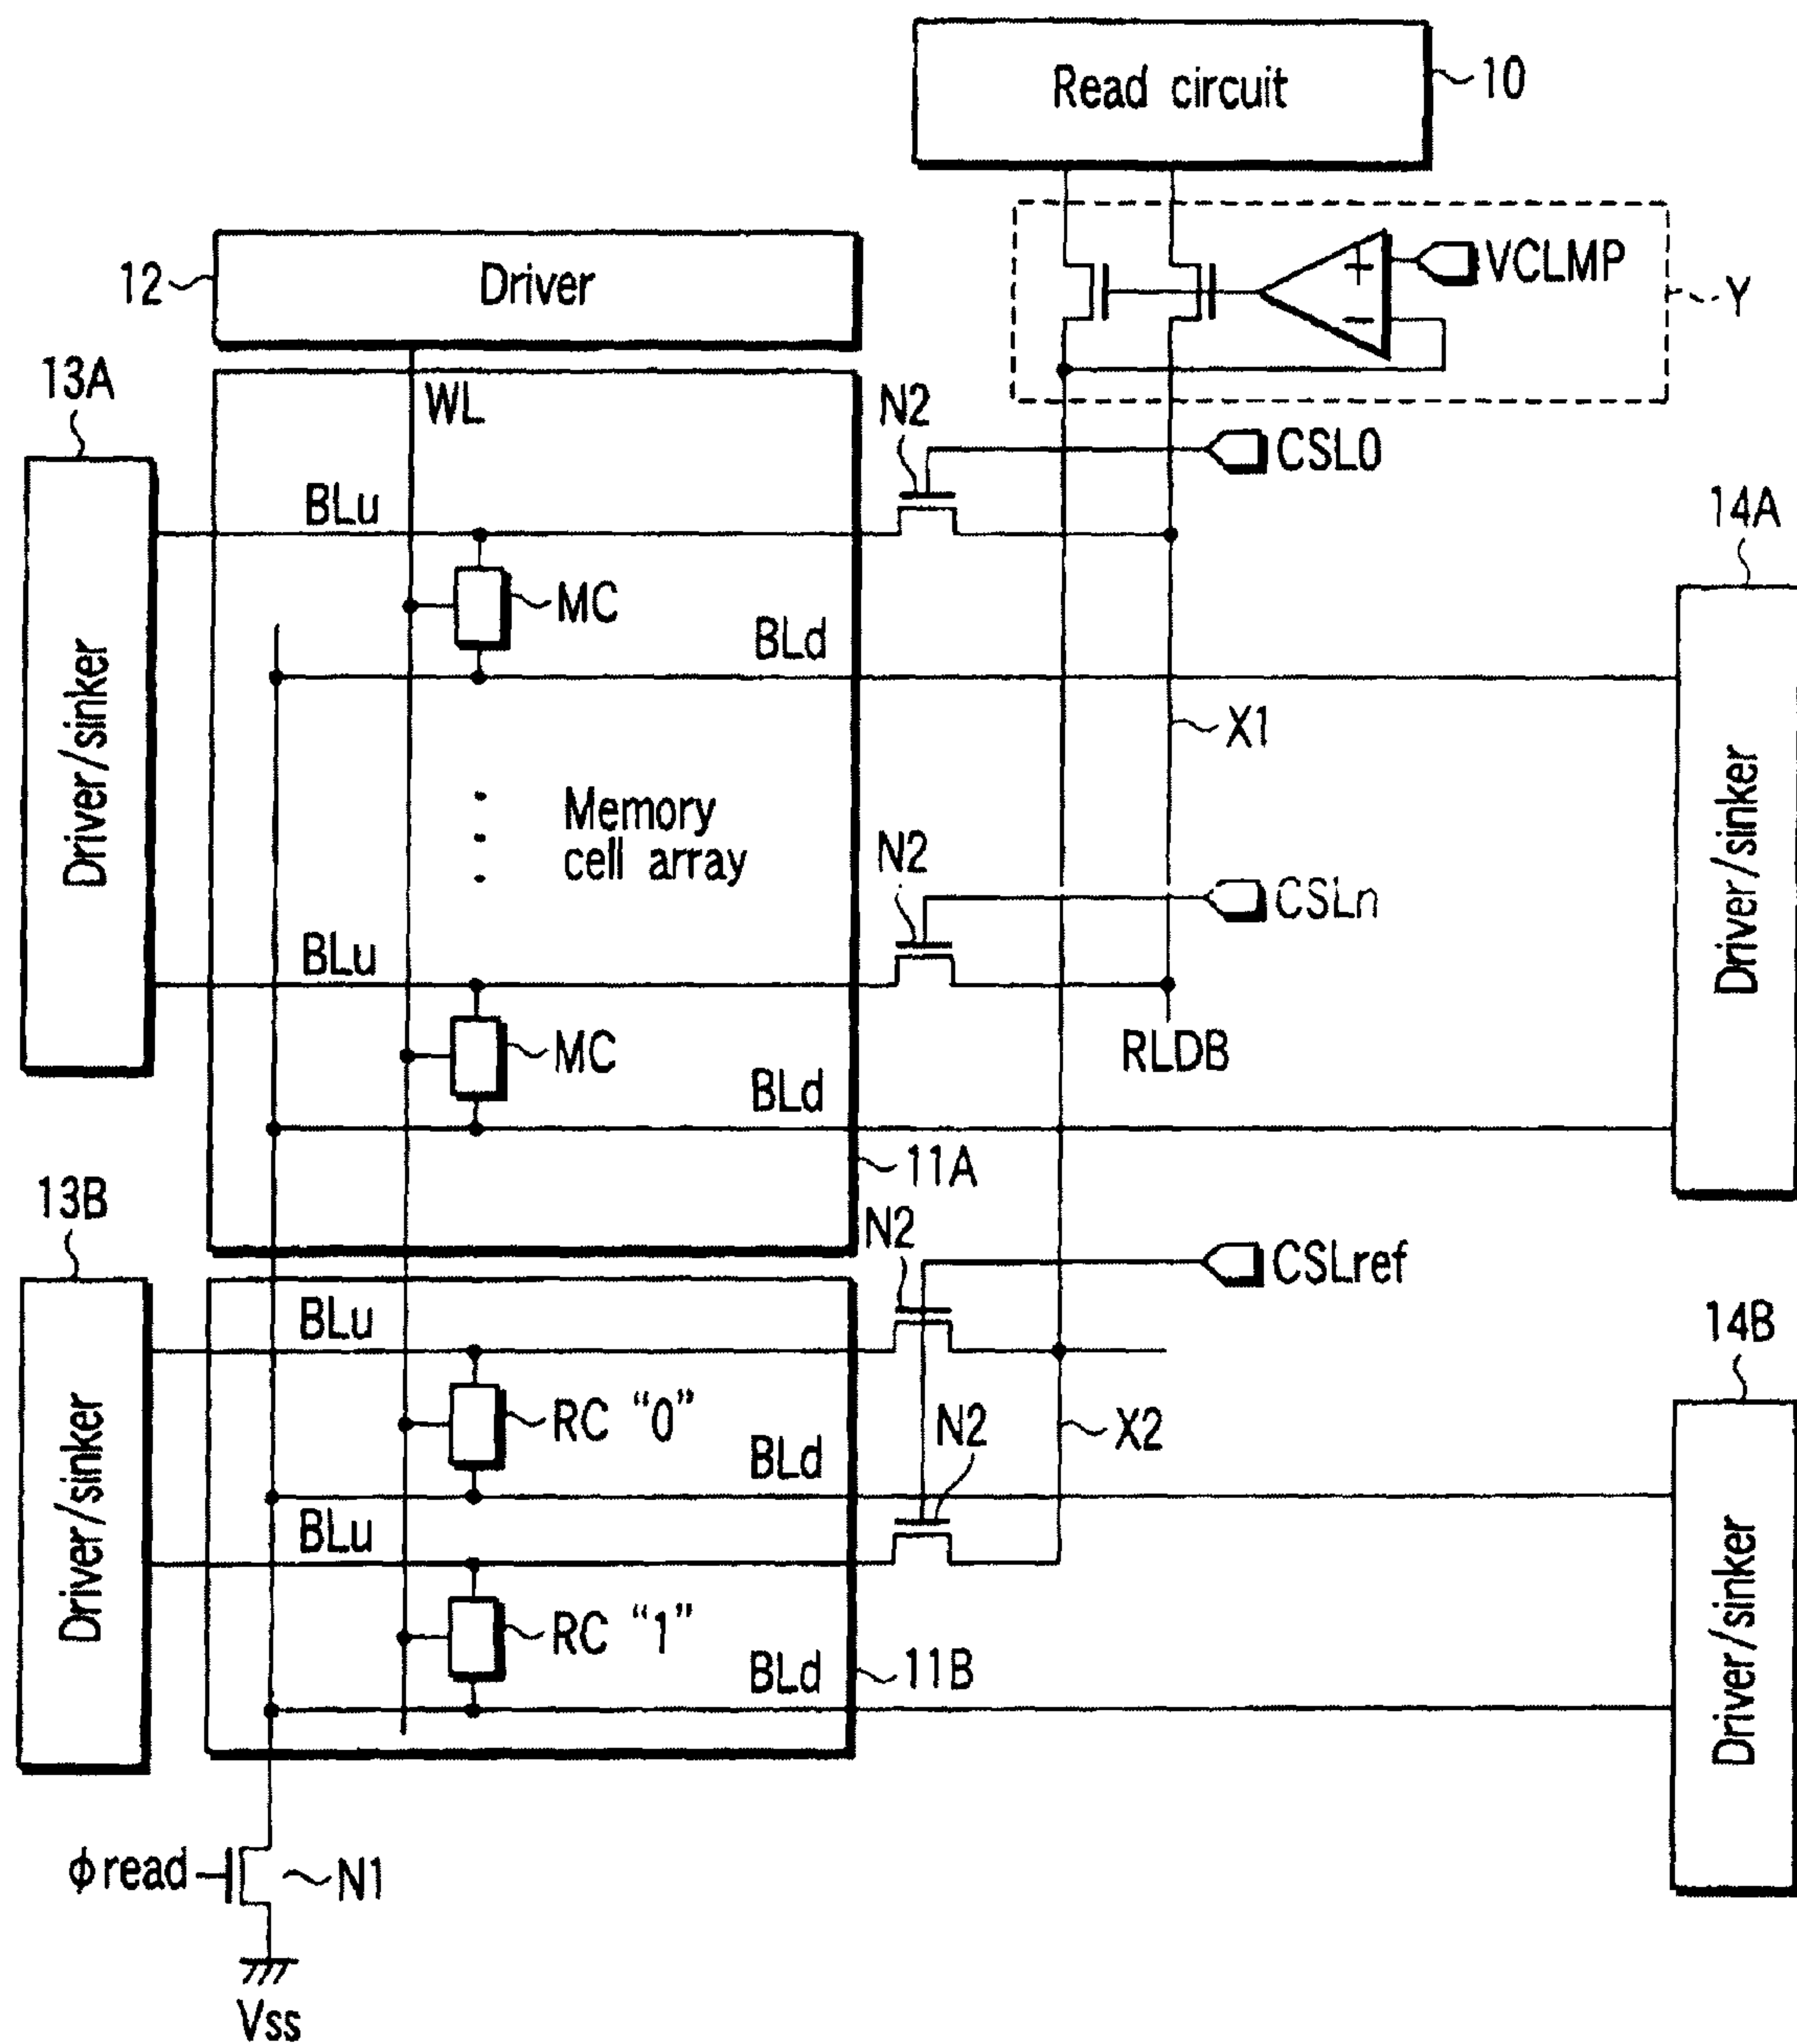 Read circuit
10
12
Driver
VCLMP
Y
13A
WL
N2
CSL0
14A
BLu
MC
BLd
Driver/sinker
X1
Memory
cell array
Driver/sinker
N2
CSLn
BLu
MC
RLDB
BLd
11A
13B
N2
CSLref
BLu
14B
RC "0"
N2
X2
BLd
Driver/sinker
BLu
RC "1"
11B
BLd
Driver/sinker
ϕread
N1
Vss